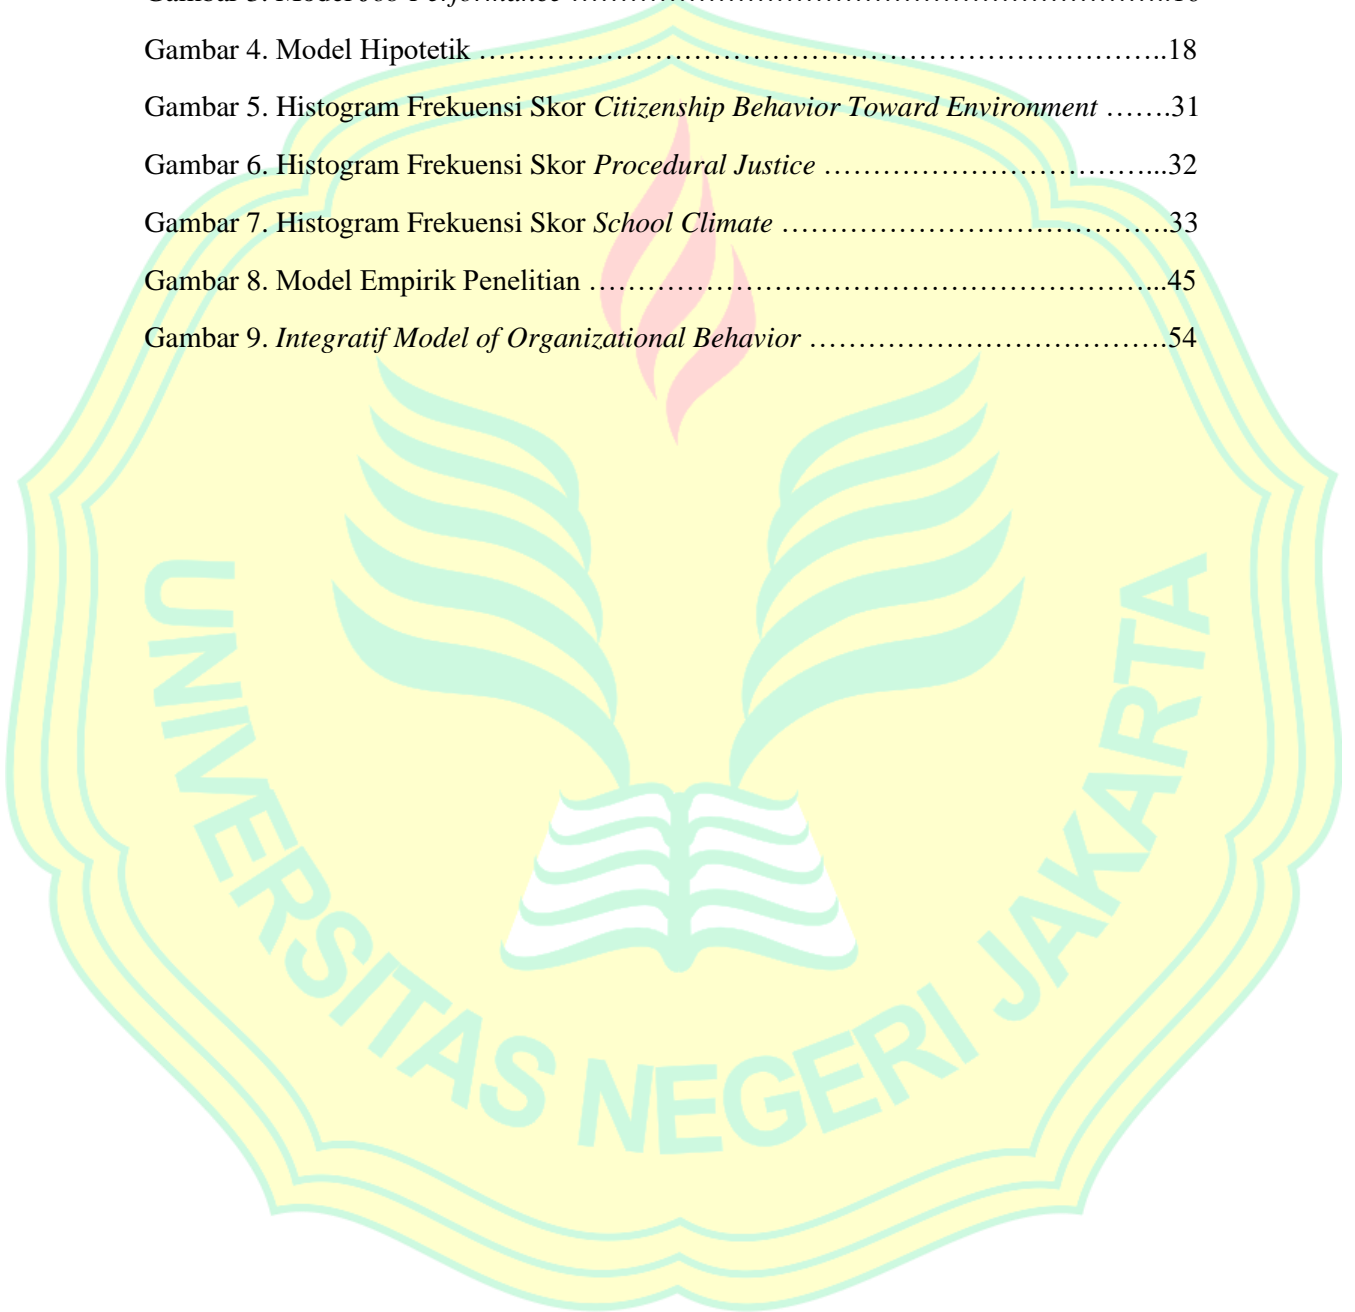 Gambar 4. Model Hipotetik ……………………………………………………………..18
Gambar 5. Histogram Frekuensi Skor Citizenship Behavior Toward Environment …….31
Gambar 6. Histogram Frekuensi Skor Procedural Justice ……………………………...32
Gambar 7. Histogram Frekuensi Skor School Climate ………………………………….33
Gambar 8. Model Empirik Penelitian …………………………………………………...45
Gambar 9. Integratif Model of Organizational Behavior ……………………………….54
UNIVERSITAS NEGERI JAKARTA